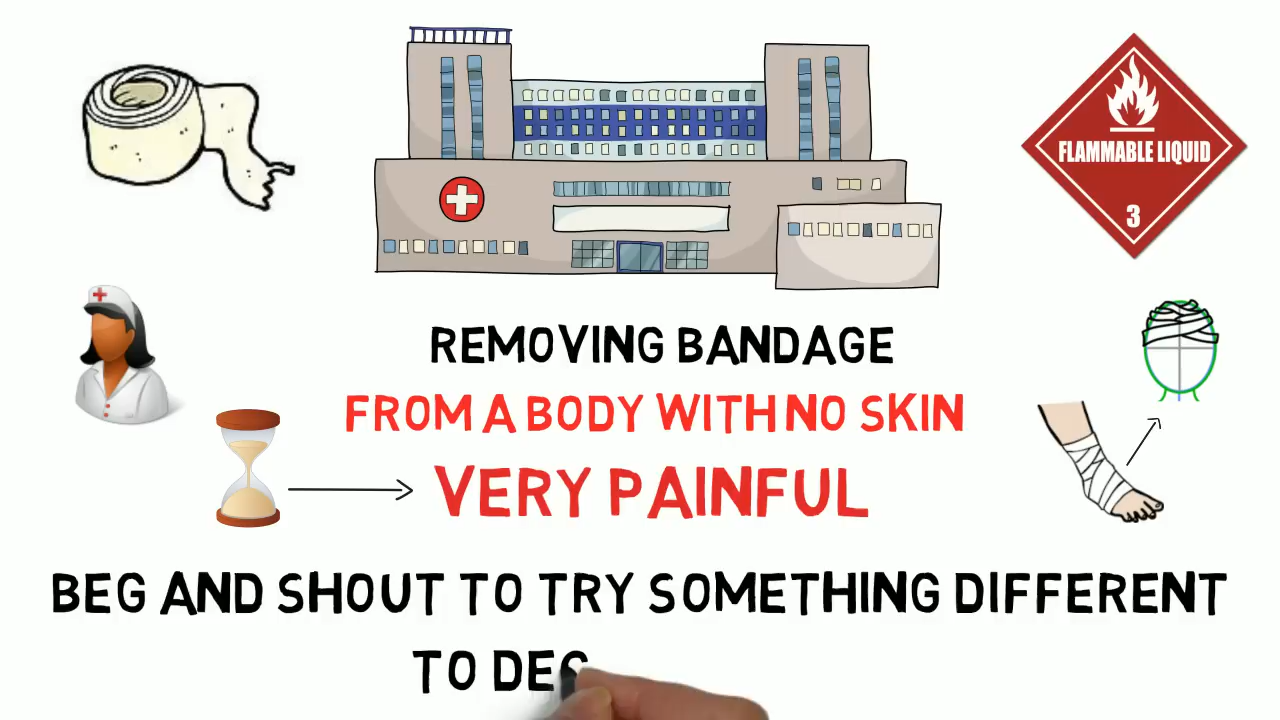 FLAMMABLE LIQUID
3
REMOVING BANDAGE
FROM A BODY WITH NO SKIN
VERY PAINFUL
BEG AND SHOUT TO TRY SOMETHING DIFFERENT
TO